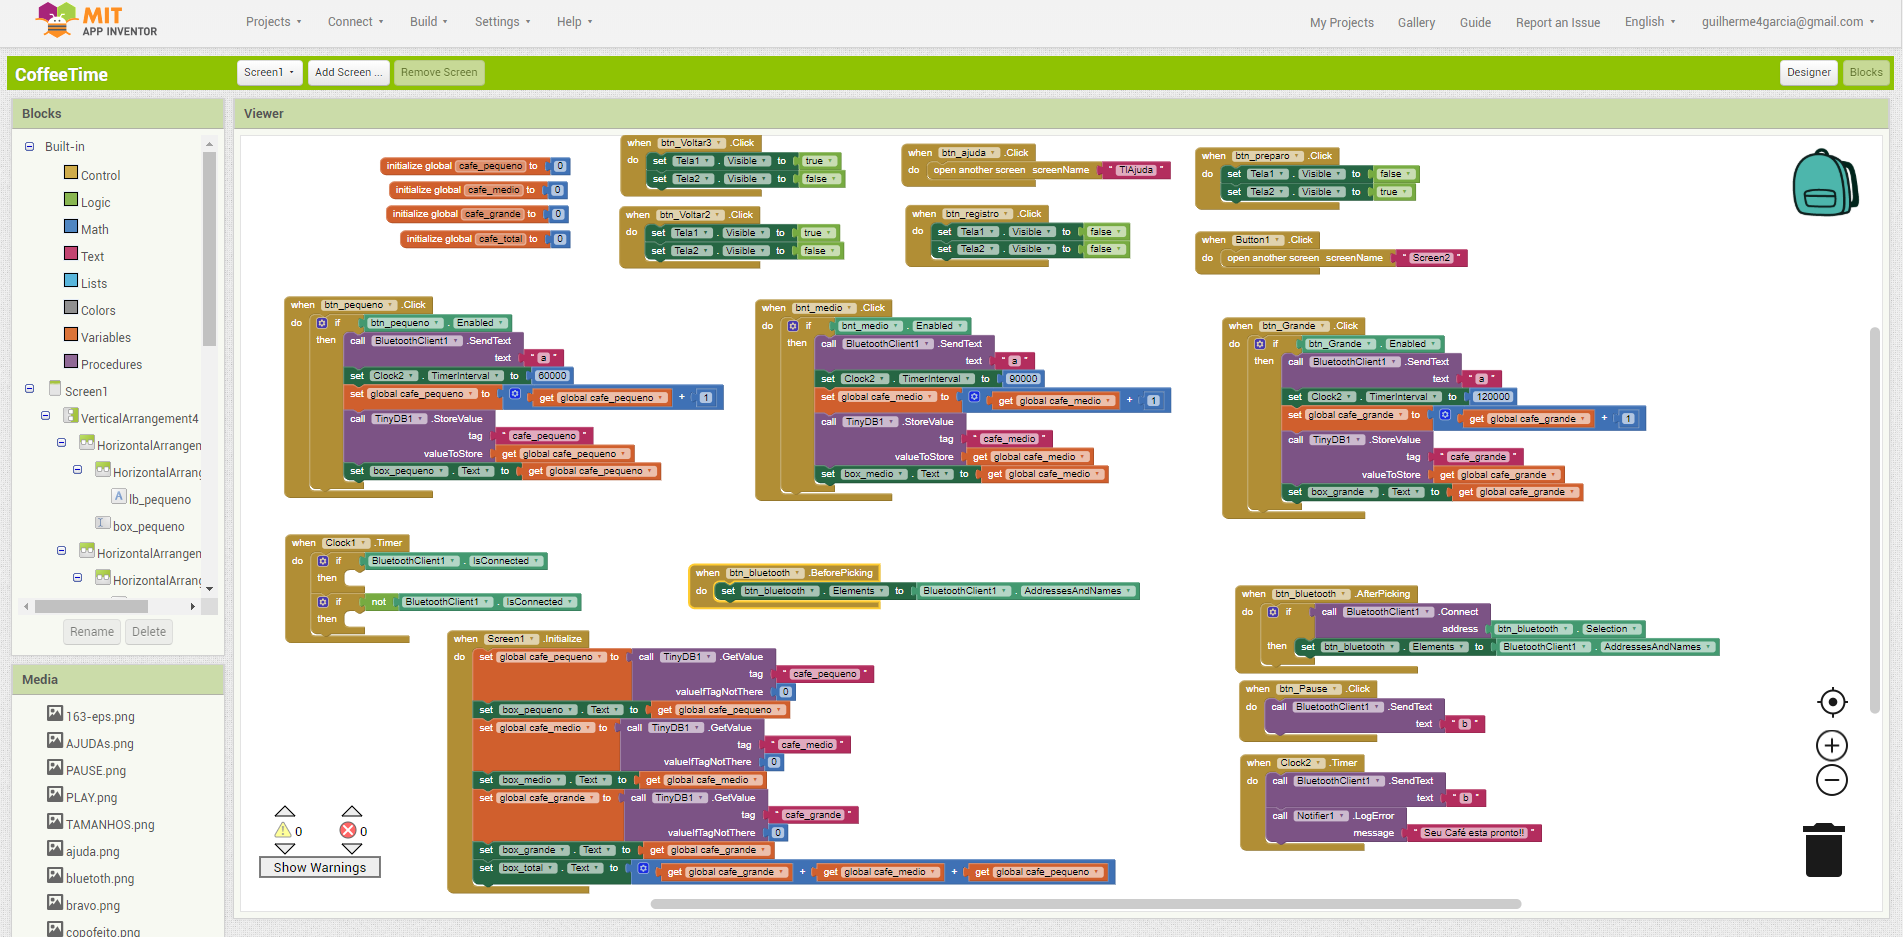 MIT
APP INVENTOR
Projects
Connect
Build
Settings
Help
My Projects
Gallery
Guide
Report an Issue
English
guilherme4garcia@gmail.com
CoffeeTime
Screen1
Add Screen ...
Remove Screen
Designer
Blocks
Blocks
Built-in
Control
Logic
Math
Text
Lists
Colors
Variables
Procedures
Screen1
VerticalArrangement4
HorizontalArrangen
HorizontalArrang
A lb_pequeno
box_pequeno
HorizontalArrangen
HorizontalArrang
Rename
Delete
Media
163-eps.png
AJUDAs.png
PAUSE.png
PLAY.png
TAMANHOS.png
ajuda.png
bluetoth.png
bravo.png
copofeito.png
Viewer
initialize global cafe_pequeno to 0
initialize global cafe_medio to 0
initialize global cafe_grande to 0
initialize global cafe_total to 0
when btn_Voltar3 .Click
do set Tela1 . Visible to true
set Tela2 . Visible to false
when btn_Voltar2 .Click
do set Tela1 . Visible to true
set Tela2 . Visible to false
when btn_ajuda .Click
do open another screen screenName " TlAjuda "
when btn_registro .Click
do set Tela1 . Visible to false
set Tela2 . Visible to false
when btn_preparo .Click
do set Tela1 . Visible to false
set Tela2 . Visible to true
when Button1 .Click
do open another screen screenName " Screen2 "
when btn_pequeno .Click
do if btn_pequeno . Enabled
then call BluetoothClient1 .SendText
text " a "
set Clock2 . TimerInterval to 60000
set global cafe_pequeno to get global cafe_pequeno + 1
call TinyDB1 .StoreValue
tag " cafe_pequeno "
valueToStore get global cafe_pequeno
set box_pequeno . Text to get global cafe_pequeno
when bnt_medio .Click
do if bnt_medio . Enabled
then call BluetoothClient1 .SendText
text " a "
set Clock2 . TimerInterval to 90000
set global cafe_medio to get global cafe_medio + 1
call TinyDB1 .StoreValue
tag " cafe_medio "
valueToStore get global cafe_medio
set box_medio . Text to get global cafe_medio
when btn_Grande .Click
do if btn_Grande . Enabled
then call BluetoothClient1 .SendText
text " a "
set Clock2 . TimerInterval to 120000
set global cafe_grande to get global cafe_grande + 1
call TinyDB1 .StoreValue
tag " cafe_grande "
valueToStore get global cafe_grande
set box_grande . Text to get global cafe_grande
when Clock1 .Timer
do if BluetoothClient1 . IsConnected
then
if not BluetoothClient1 . IsConnected
then
when btn_bluetooth .BeforePicking
do set btn_bluetooth . Elements to BluetoothClient1 . AddressesAndNames
when btn_bluetooth .AfterPicking
do if call BluetoothClient1 .Connect
address btn_bluetooth . Selection
then set btn_bluetooth . Elements to BluetoothClient1 . AddressesAndNames
when Screen1 .Initialize
do set global cafe_pequeno to call TinyDB1 .GetValue
tag " cafe_pequeno "
valueIfTagNotThere 0
set box_pequeno . Text to get global cafe_pequeno
set global cafe_medio to call TinyDB1 .GetValue
tag " cafe_medio "
valueIfTagNotThere 0
set box_medio . Text to get global cafe_medio
set global cafe_grande to call TinyDB1 .GetValue
tag " cafe_grande "
valueIfTagNotThere 0
set box_grande . Text to get global cafe_grande
set box_total . Text to get global cafe_grande + get global cafe_medio + get global cafe_pequeno
when btn_Pause .Click
do call BluetoothClient1 .SendText
text " b "
when Clock2 .Timer
do call BluetoothClient1 .SendText
text " b "
call Notifier1 .LogError
message " Seu Café esta pronto!! "
0
0
Show Warnings